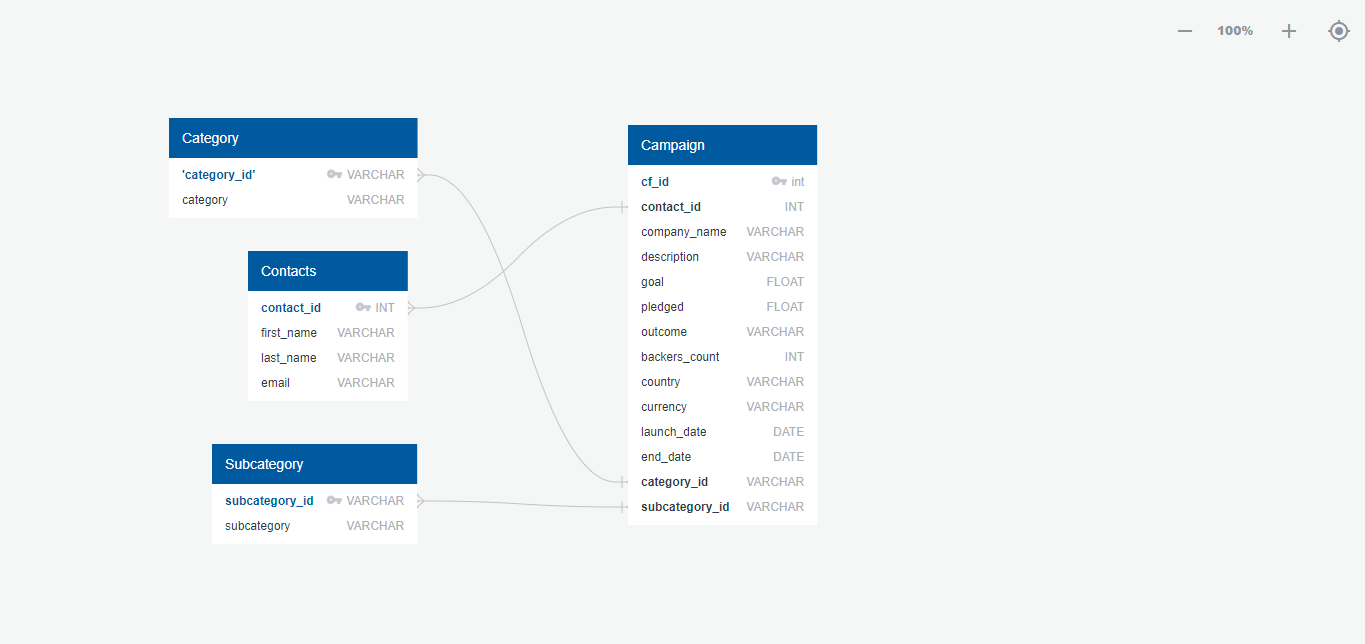 100%
Category
'category_id' VARCHAR
category VARCHAR
Contacts
contact_id INT
first_name VARCHAR
last_name VARCHAR
email VARCHAR
Subcategory
subcategory_id VARCHAR
subcategory VARCHAR
Campaign
cf_id int
contact_id INT
company_name VARCHAR
description VARCHAR
goal FLOAT
pledged FLOAT
outcome VARCHAR
backers_count INT
country VARCHAR
currency VARCHAR
launch_date DATE
end_date DATE
category_id VARCHAR
subcategory_id VARCHAR